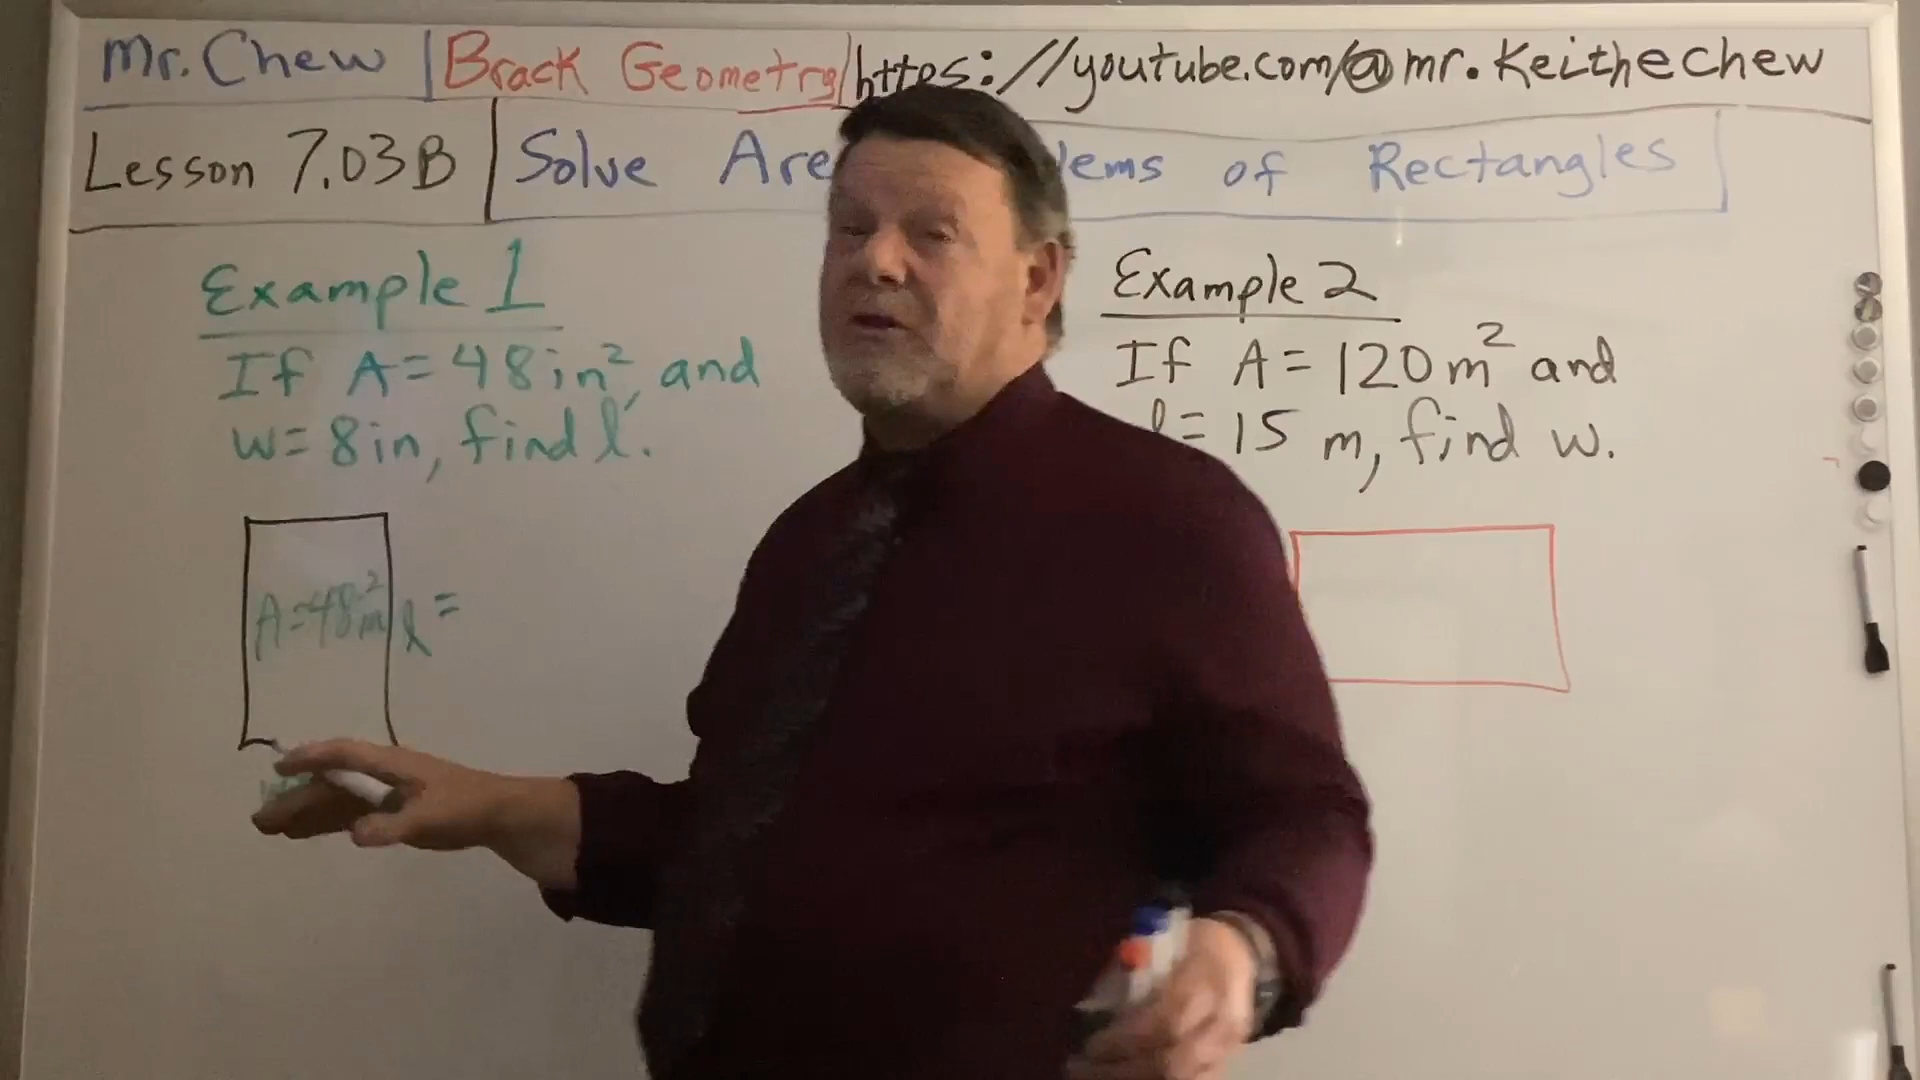 Mr. Chew | Brack Geometry | https://youtube.com/@mr.keithechew
Lesson 7.03B | Solve Are lems of Rectangles
Example 1
If A = 48in², and
w = 8in, find l.
A = 48in² l =
Example 2
If A = 120m² and
l = 15 m, find w.